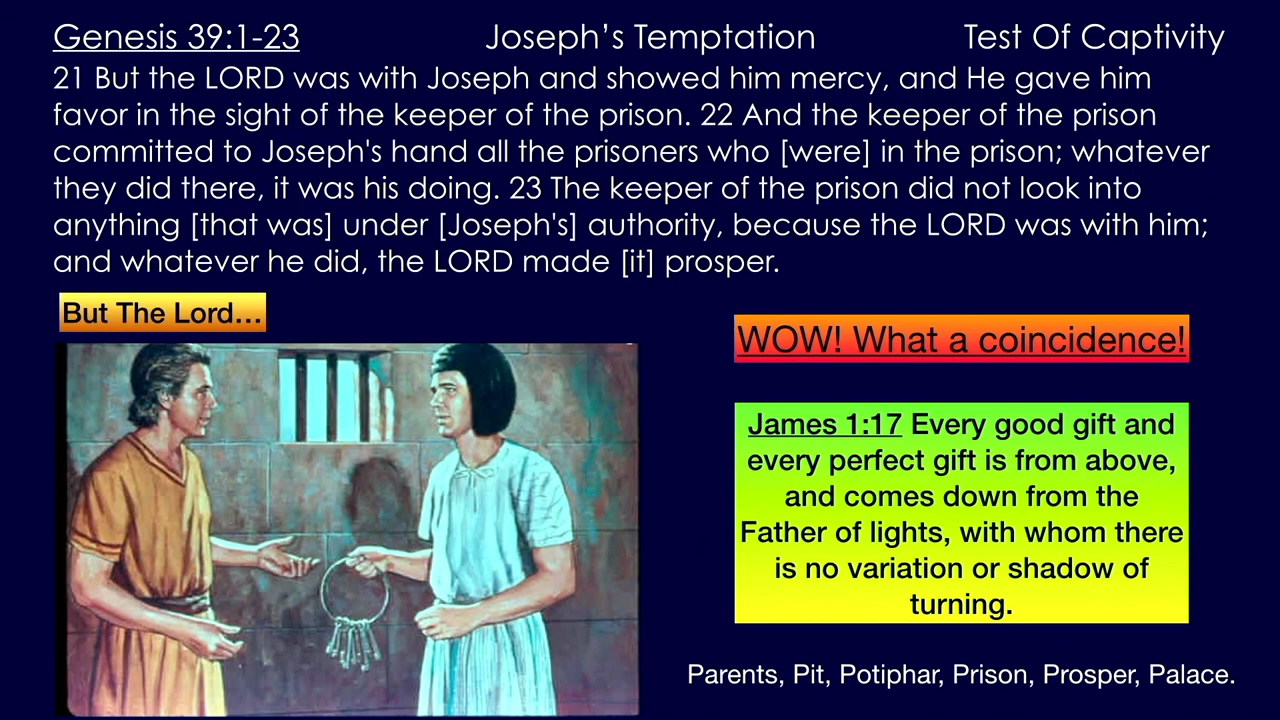 Genesis 39:1-23 Joseph’s Temptation Test Of Captivity
21 But the LORD was with Joseph and showed him mercy, and He gave him
favor in the sight of the keeper of the prison. 22 And the keeper of the prison
committed to Joseph's hand all the prisoners who [were] in the prison; whatever
they did there, it was his doing. 23 The keeper of the prison did not look into
anything [that was] under [Joseph's] authority, because the LORD was with him;
and whatever he did, the LORD made [it] prosper.
But The Lord…
WOW! What a coincidence!
James 1:17 Every good gift and
every perfect gift is from above,
and comes down from the
Father of lights, with whom there
is no variation or shadow of
turning.
Parents, Pit, Potiphar, Prison, Prosper, Palace.